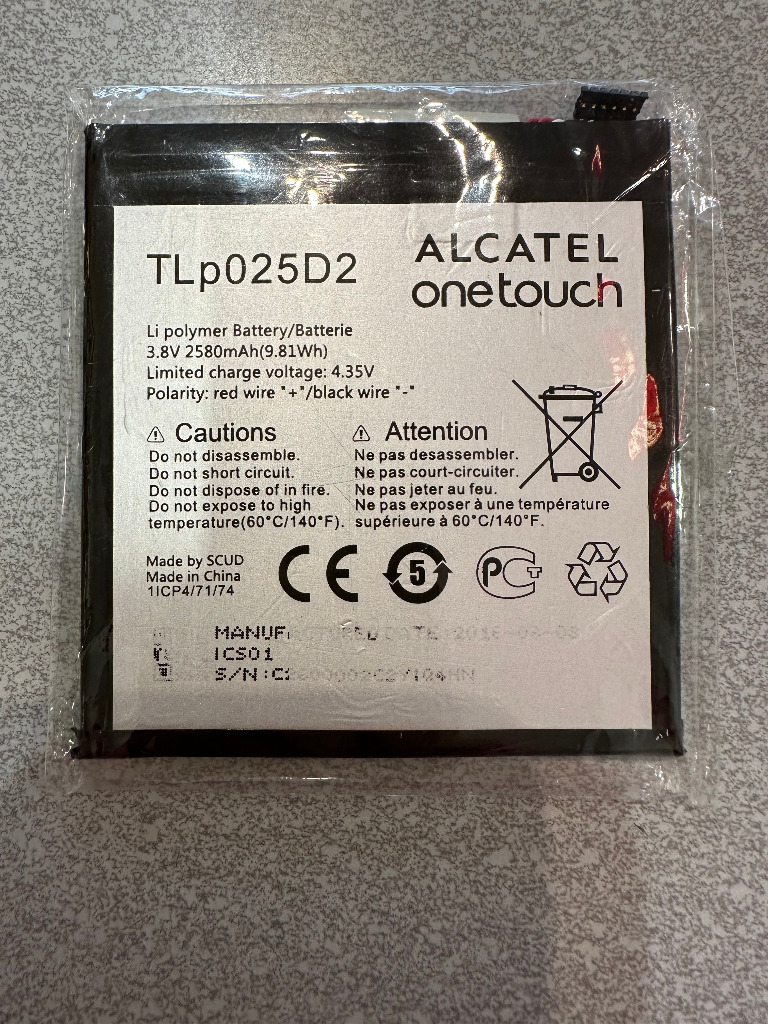 TLp025D2
ALCATEL
onetouch
Li polymer Battery/Batterie
3.8V 2580mAh(9.81Wh)
Limited charge voltage: 4.35V
Polarity: red wire "+"/black wire "-"
Cautions
Do not disassemble.
Do not short circuit.
Do not dispose of in fire.
Do not expose to high
temperature(60°C/140°F).
Attention
Ne pas desassembler.
Ne pas court-circuiter.
Ne pas jeter au feu.
Ne pas exposer à une température
supérieure à 60°C/140°F.
Made by SCUD
Made in China
1ICP4/71/74
CE
5
PCT
DATE
ICS01
S/N: